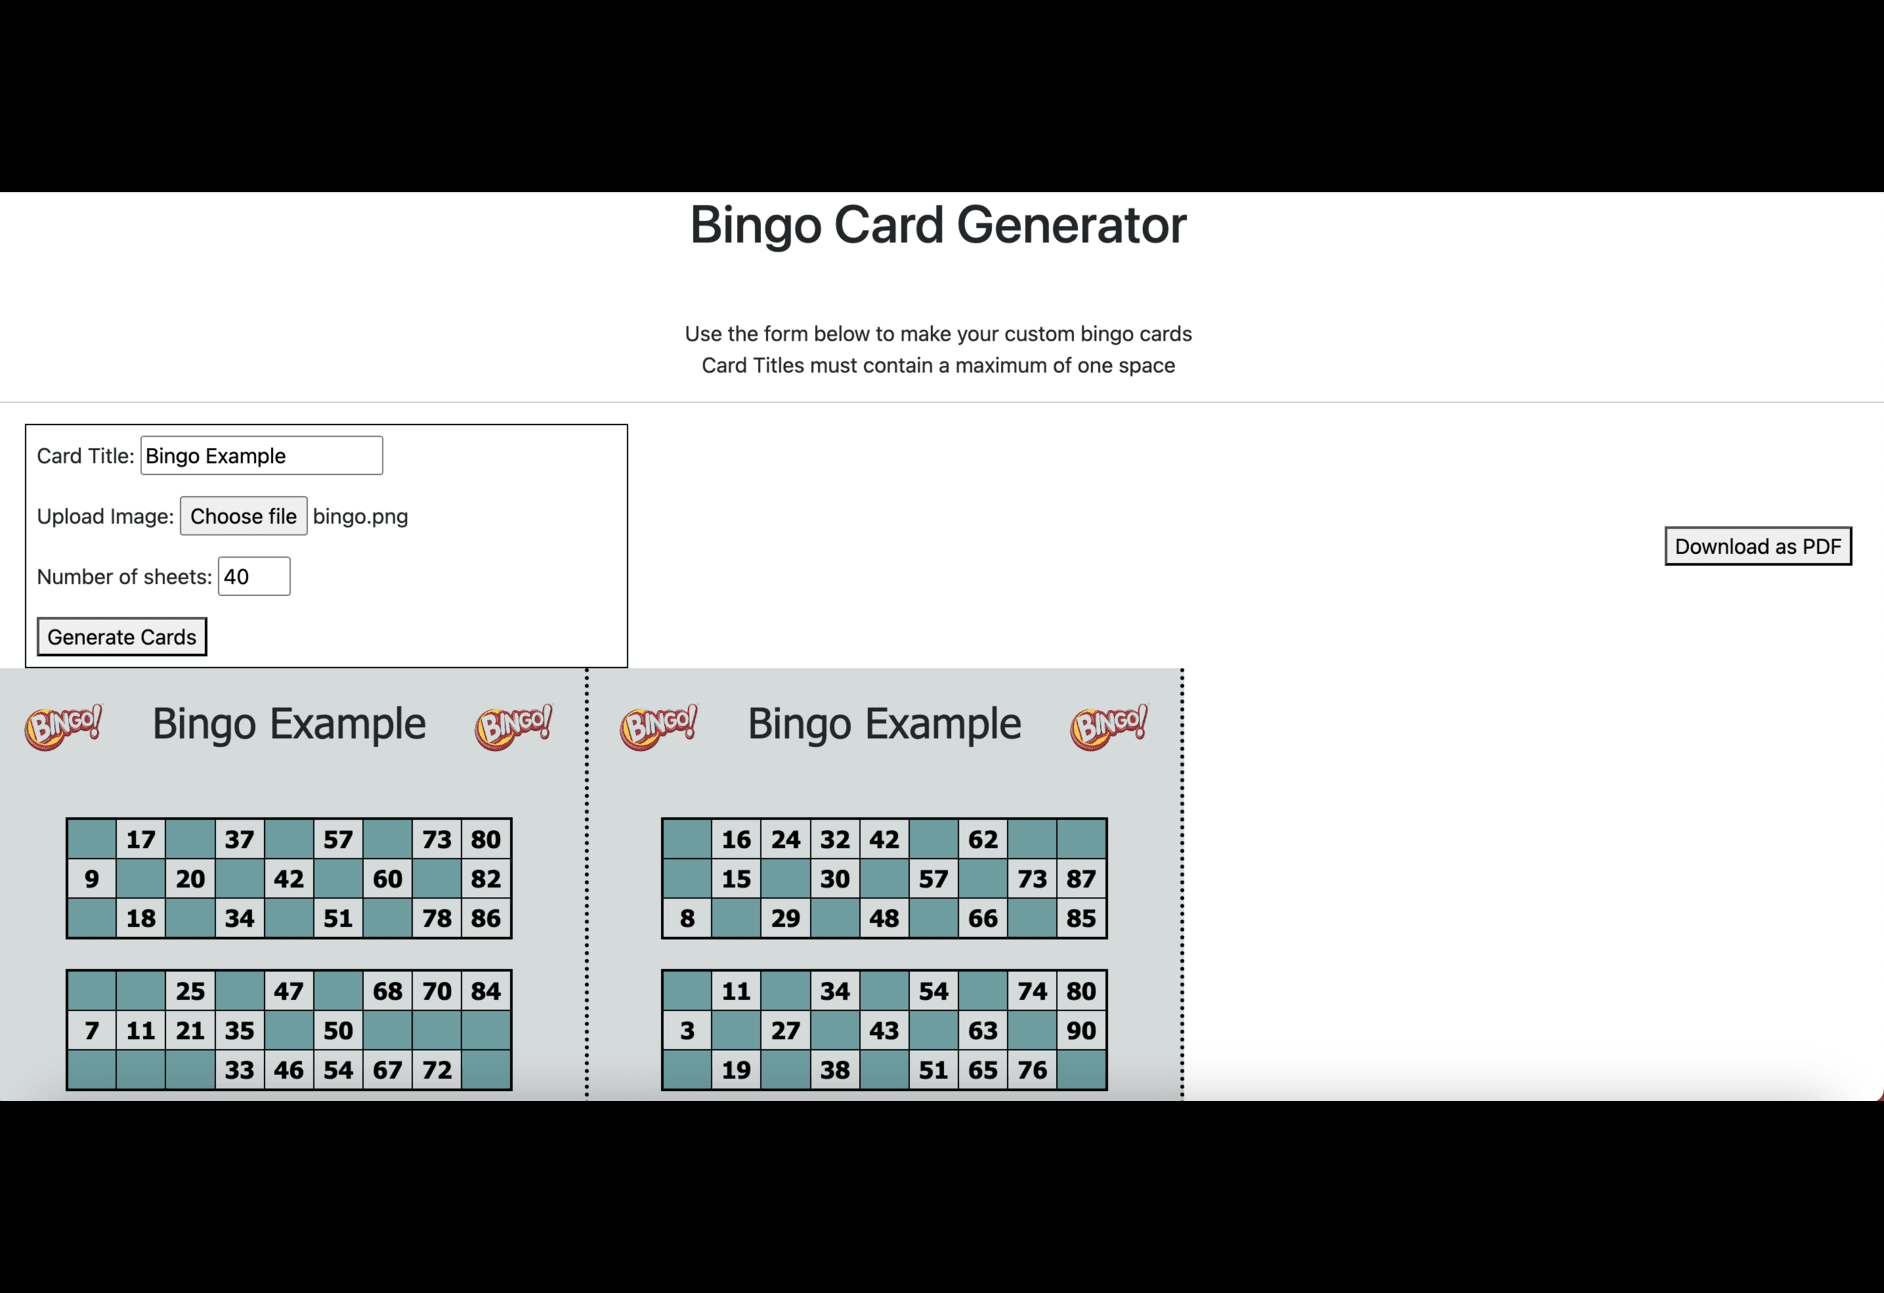 Bingo Card Generator
Use the form below to make your custom bingo cards
Card Titles must contain a maximum of one space
Card Title: Bingo Example
Upload Image: Choose file bingo.png
Number of sheets: 40
Generate Cards
Download as PDF
BINGO! Bingo Example BINGO!
17 37 57 73 80
9 20 42 60 82
18 34 51 78 86
25 47 68 70 84
7 11 21 35 50
33 46 54 67 72
BINGO! Bingo Example BINGO!
16 24 32 42 62
15 30 57 73 87
8 29 48 66 85
11 34 54 74 80
3 27 43 63 90
19 38 51 65 76